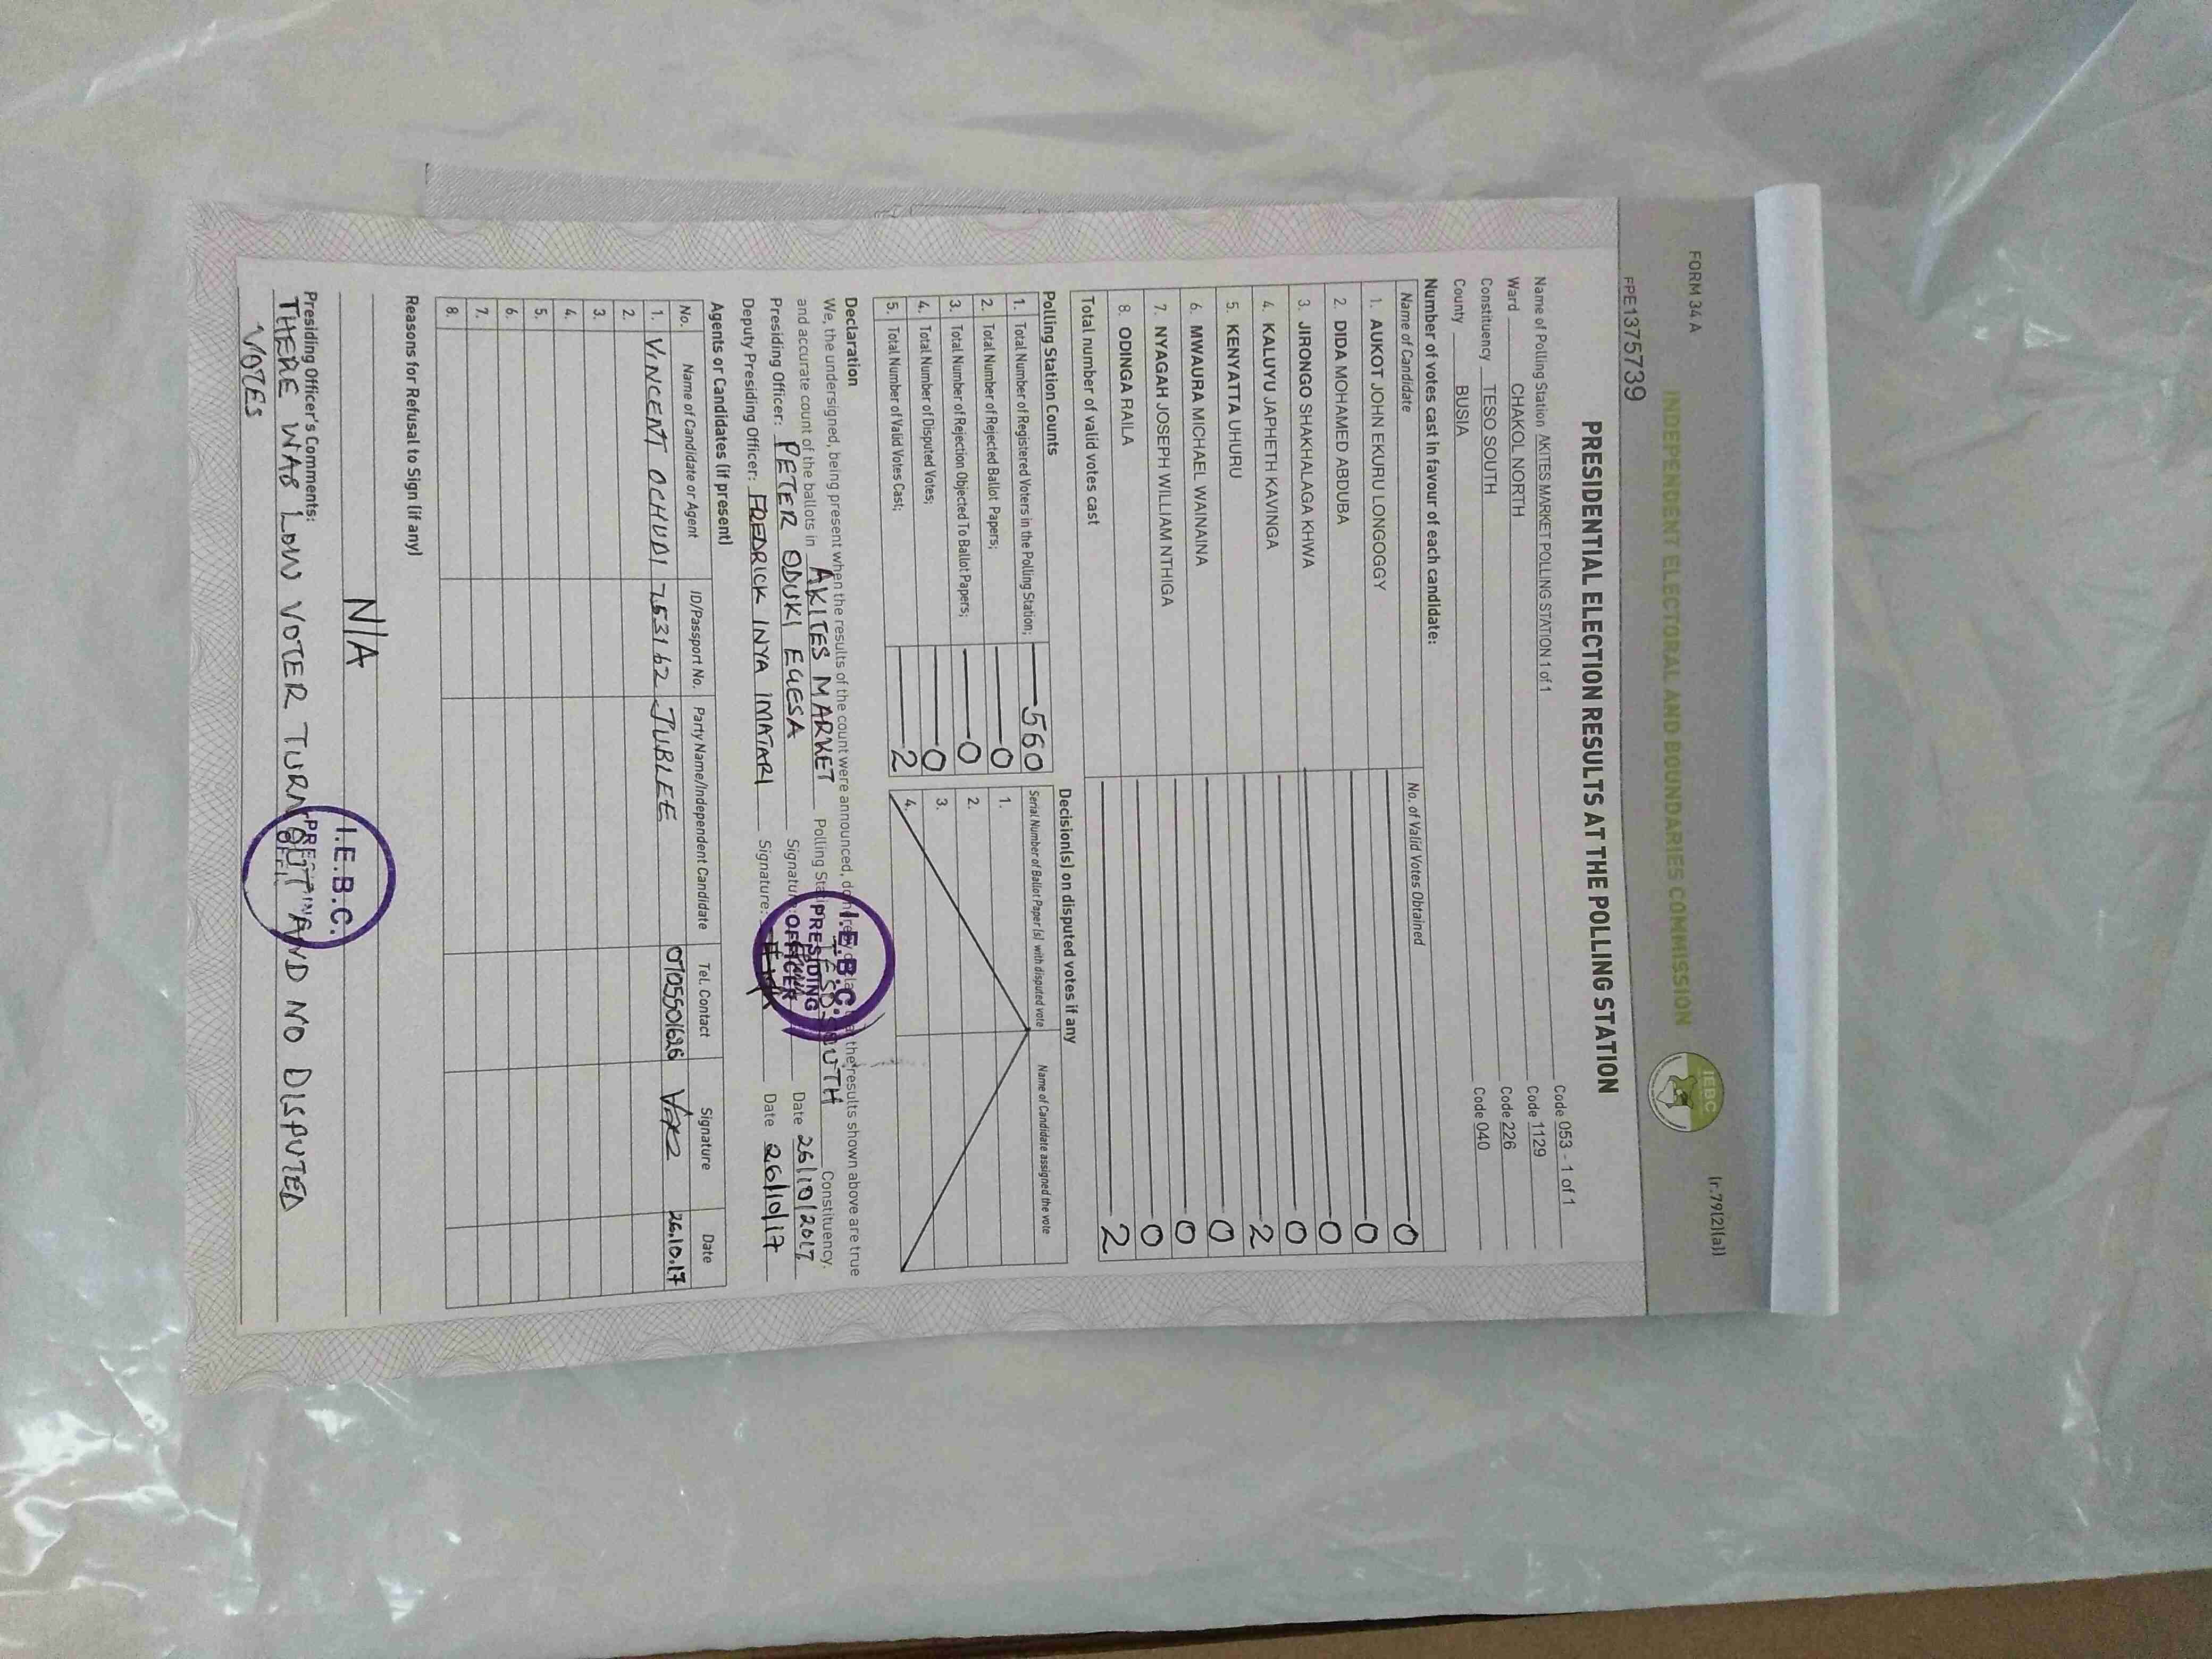 FORM 34 A
(r.79(2)(a))
INDEPENDENT ELECTORAL AND BOUNDARIES COMMISSION
IEBC
PPE1375739
PRESIDENTIAL ELECTION RESULTS AT THE POLLING STATION
Name of Polling Station AKITES MARKET POLLING STATION 1 of 1 Code 053 - 1 of 1
Ward CHAKOL NORTH Code 1129
Constituency TESO SOUTH Code 226
County BUSIA Code 040
Number of votes cast in favour of each candidate:
Name of Candidate No. of Valid Votes Obtained
1. AUKOT JOHN EKURU LONGOGGY 0
2. DIDA MOHAMED ABDUBA 0
3. JIRONGO SHAKHALAGA KHWA 0
4. KALUYU JAPHETH KAVINGA 0
5. KENYATTA UHURU 2
6. MWAURA MICHAEL WAINAINA 0
7. NYAGAH JOSEPH WILLIAM NTHIGA 0
8. ODINGA RAILA 0
Total number of valid votes cast 2
Polling Station Counts
1. Total Number of Registered Voters in the Polling Station; 560
2. Total Number of Rejected Ballot Papers; 0
3. Total Number of Rejection Objected To Ballot Papers; 0
4. Total Number of Disputed Votes; 0
5. Total Number of Valid Votes Cast; 2
Decision(s) on disputed votes if any
Serial Number of Ballot Paper (s) with disputed vote Name of Candidate assigned the vote
1.
2.
3.
4.
Declaration
We, the undersigned, being present when the results of the count were announced, do the results shown above are true
and accurate count of the ballots in AKITES MARKET Polling Station TESO SOUTH Constituency.
Presiding Officer: PETER ODUKI EGESA Signature: Date 26/10/2017
Deputy Presiding Officer: FREDRICK INYA IMATARI Signature: Date 26/10/17
I.E.B.C.
PRESIDING
OFFICER
Agents or Candidates (if present)
No. Name of Candidate or Agent ID/Passport No. Party Name/Independent Candidate Tel. Contact Signature Date
1. VINCENT OCHUDI 7553162 JUBLEE 0705501626 26.10.17
2.
3.
4.
5.
6.
7.
8.
Reasons for Refusal to Sign (if any)
N/A
Presiding Officer's Comments:
THERE WAS LOW VOTER TURN OUT AND NO DISPUTED
VOTES
I.E.B.C.
PRESIDING